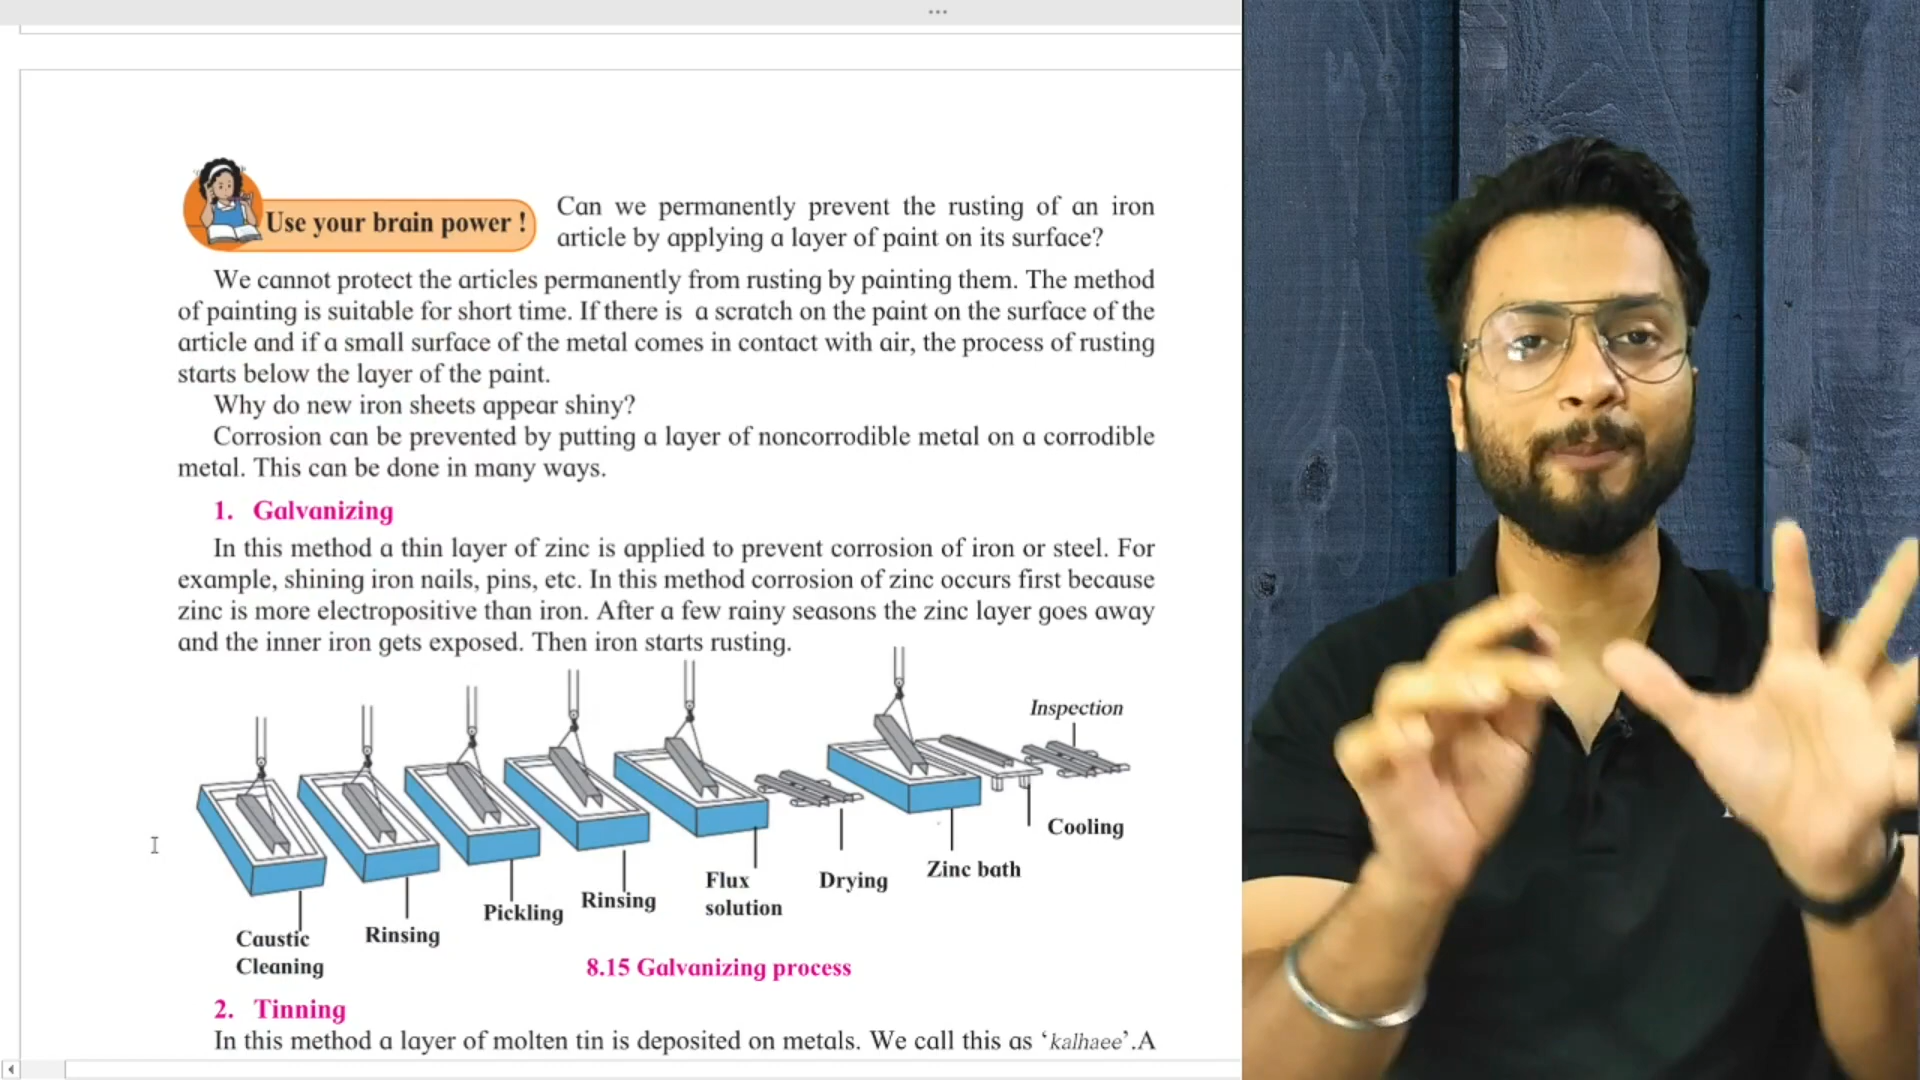 Use your brain power !
Can we permanently prevent the rusting of an iron
article by applying a layer of paint on its surface?
We cannot protect the articles permanently from rusting by painting them. The method
of painting is suitable for short time. If there is a scratch on the paint on the surface of the
article and if a small surface of the metal comes in contact with air, the process of rusting
starts below the layer of the paint.
Why do new iron sheets appear shiny?
Corrosion can be prevented by putting a layer of noncorrodible metal on a corrodible
metal. This can be done in many ways.
1. Galvanizing
In this method a thin layer of zinc is applied to prevent corrosion of iron or steel. For
example, shining iron nails, pins, etc. In this method corrosion of zinc occurs first because
zinc is more electropositive than iron. After a few rainy seasons the zinc layer goes away
and the inner iron gets exposed. Then iron starts rusting.
Inspection
Cooling
Zinc bath
Drying
Flux
solution
Rinsing
Pickling
Rinsing
Caustic
Cleaning
8.15 Galvanizing process
2. Tinning
In this method a layer of molten tin is deposited on metals. We call this as ‘kalhaee’.A